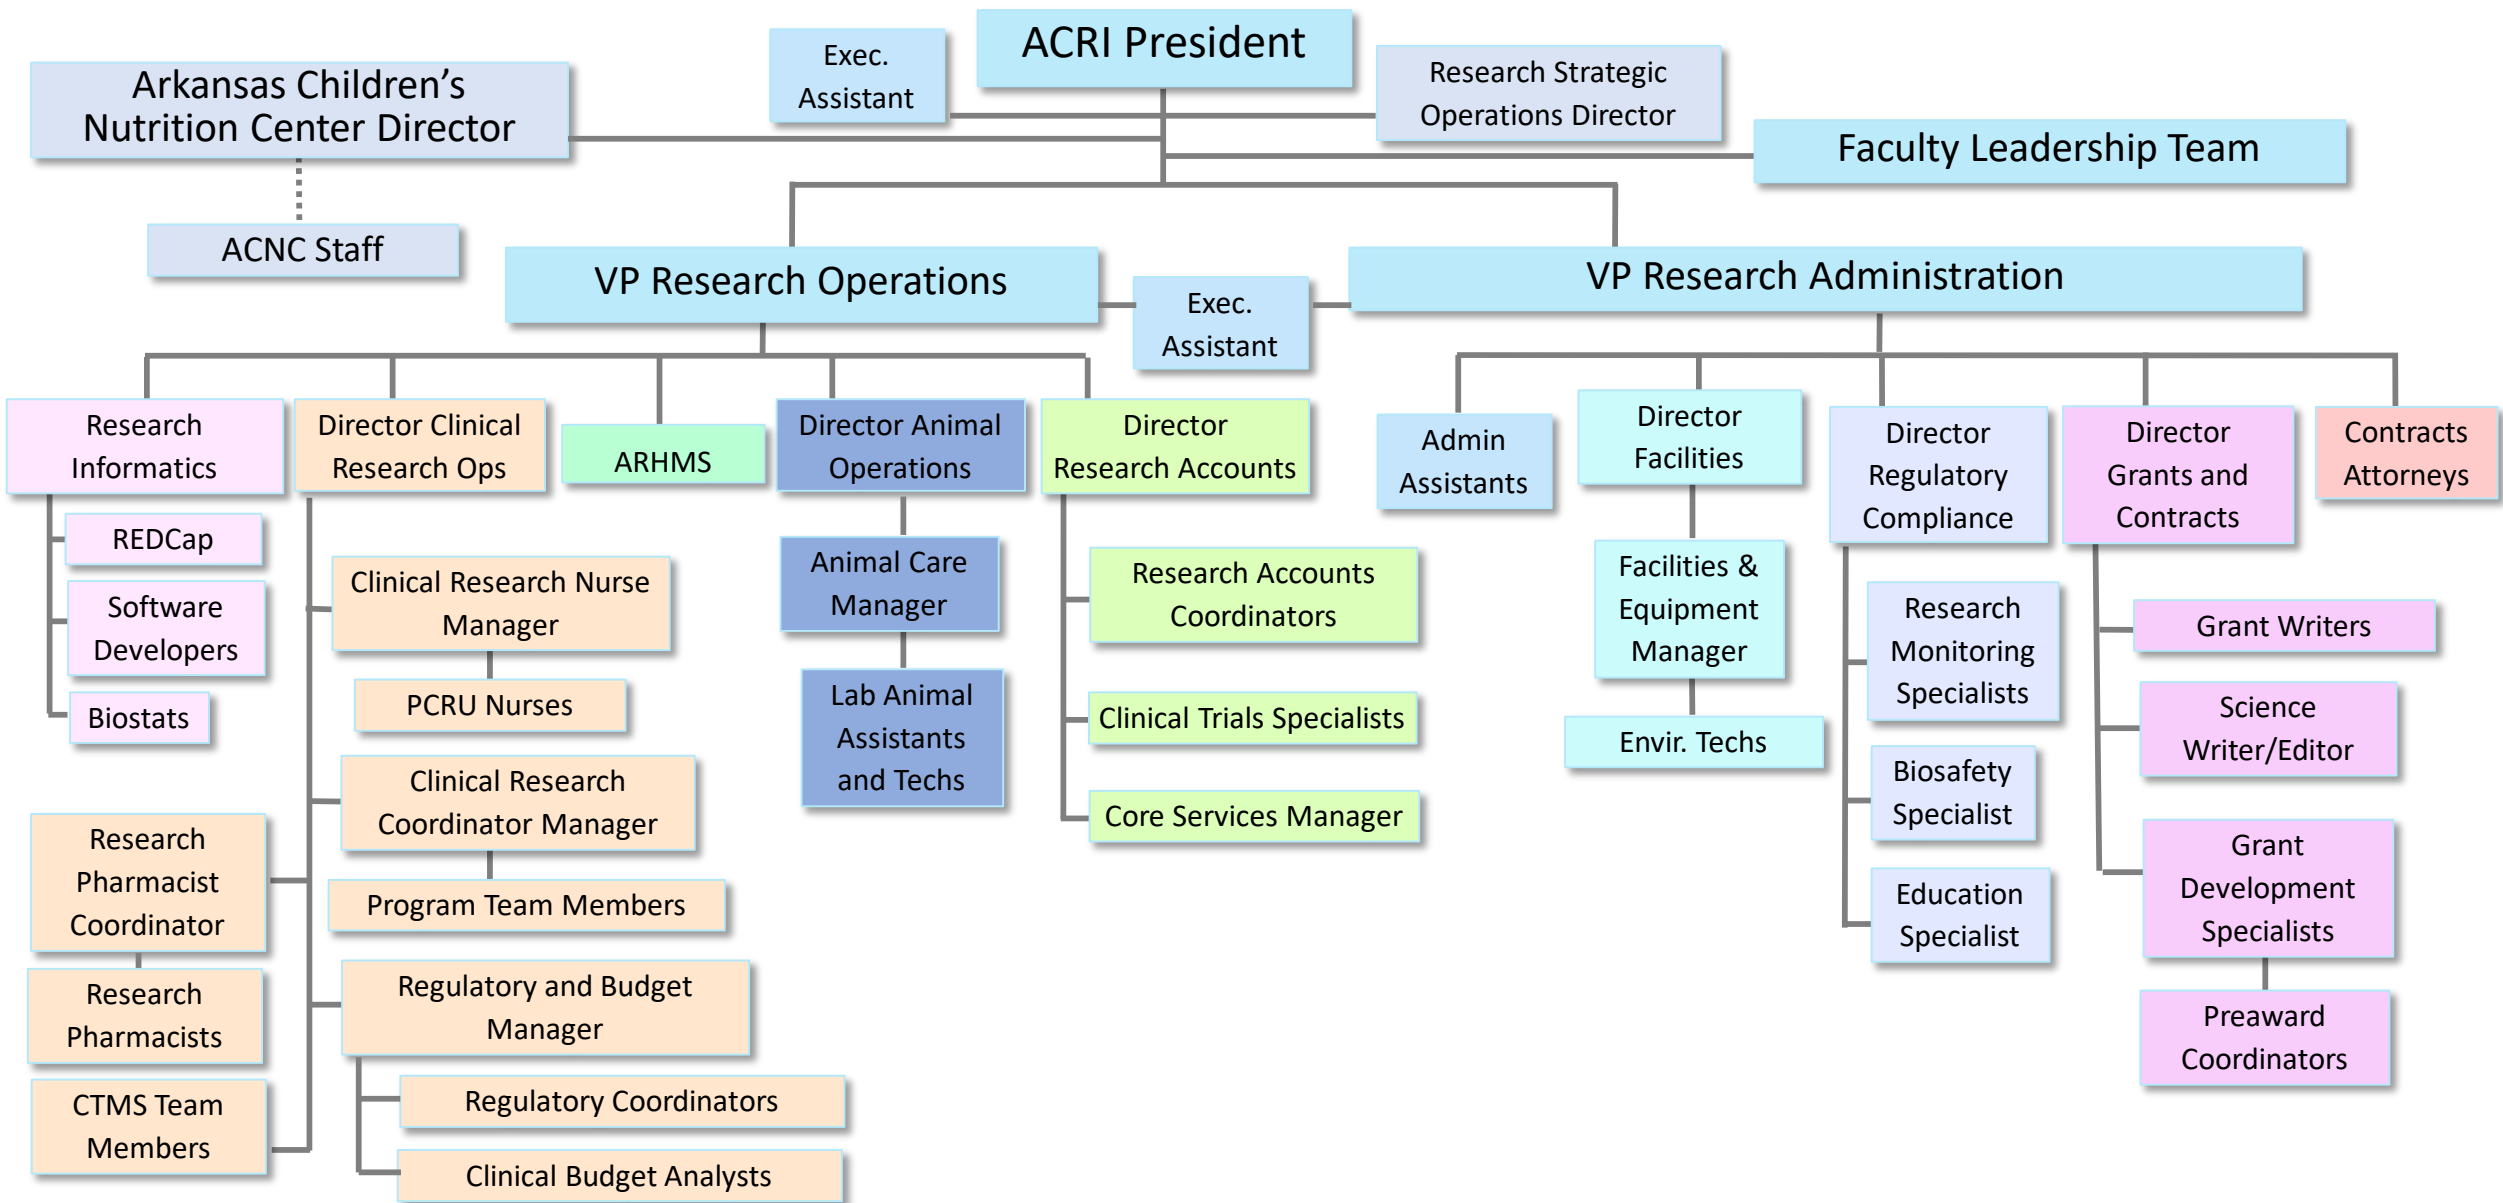 ACRI President
Exec.
Assistant
Research Strategic
Operations Director
Arkansas Children's
Nutrition Center Director
Faculty Leadership Team
ACNC Staff
VP Research Operations
Exec.
Assistant
VP Research Administration
Research
Informatics
REDCap
Software
Developers
Biostats
Director Clinical
Research Ops
Clinical Research Nurse
Manager
PCRU Nurses
Clinical Research
Coordinator Manager
Program Team Members
Research
Pharmacist
Coordinator
Research
Pharmacists
Regulatory and Budget
Manager
Regulatory Coordinators
Clinical Budget Analysts
CTMS Team
Members
ARHMS
Director Animal
Operations
Animal Care
Manager
Lab Animal
Assistants
and Techs
Director
Research Accounts
Research Accounts
Coordinators
Clinical Trials Specialists
Core Services Manager
Admin
Assistants
Director
Facilities
Facilities &
Equipment
Manager
Envir. Techs
Director
Regulatory
Compliance
Research
Monitoring
Specialists
Biosafety
Specialist
Education
Specialist
Director
Grants and
Contracts
Grant Writers
Science
Writer/Editor
Grant
Development
Specialists
Preaward
Coordinators
Contracts
Attorneys